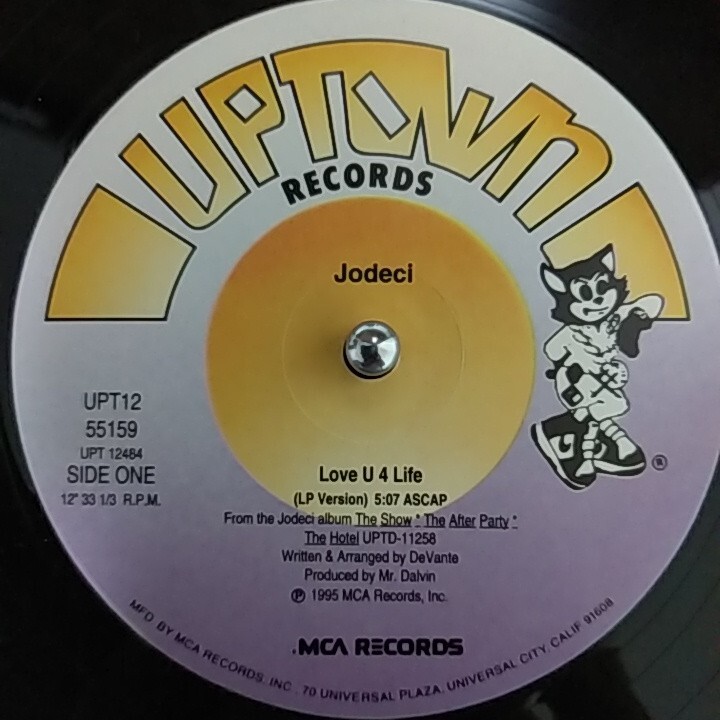 UPTOWN
RECORDS
Jodeci
UPT12
55159
UPT 12484
SIDE ONE
12" 33 1/3 R.P.M.
®
Love U 4 Life
(LP Version) 5:07 ASCAP
From the Jodeci album The Show * The After Party *
The Hotel UPTD-11258
Written & Arranged by DeVante
Produced by Mr. Dalvin
℗ 1995 MCA Records, Inc.
.MCA RECORDS
MFD. BY MCA RECORDS, INC. 70 UNIVERSAL PLAZA, UNIVERSAL CITY, CALIF 91608